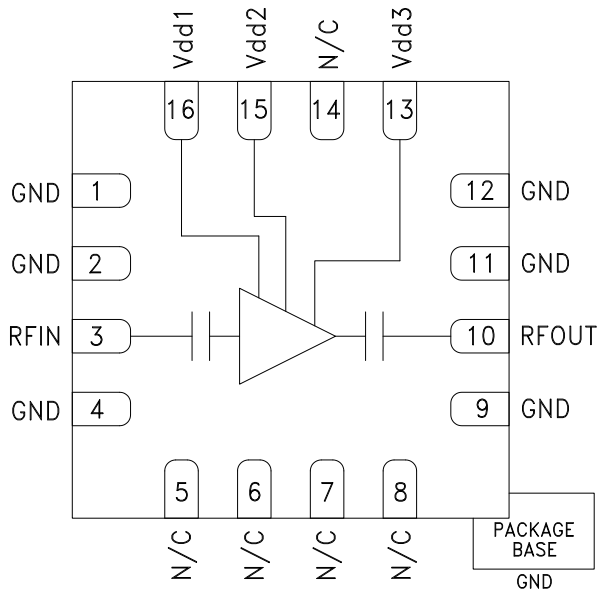 Vdd1
Vdd2
N/C
Vdd3
16
15
14
13
GND 1
12 GND
GND 2
11 GND
RFIN 3
10 RFOUT
GND 4
9 GND
5
6
7
8
N/C
N/C
N/C
N/C
PACKAGE
BASE
GND